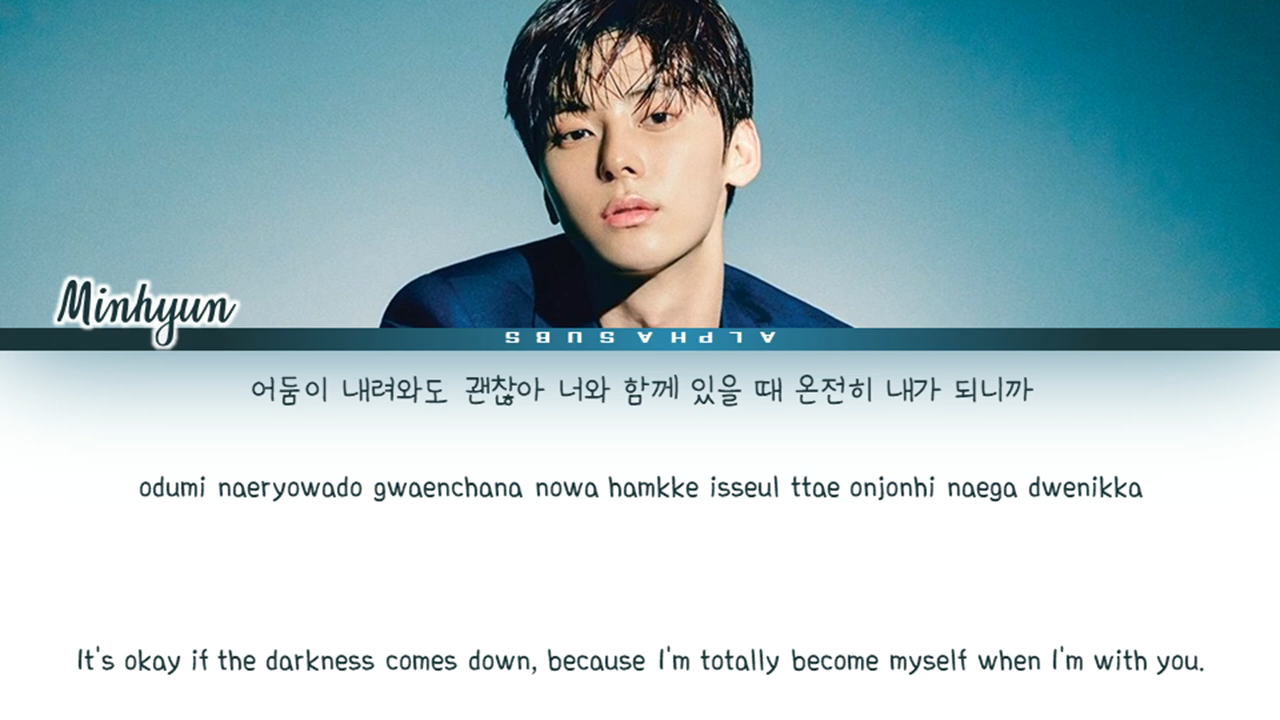 Minhyun
ALPHA SUBS
어둠이 내려와도 괜찮아 너와 함께 있을 때 온전히 내가 되니까
odumi naeryowado gwaenchana nowa hamkke isseul ttae onjonhi naega dwenikka
It's okay if the darkness comes down, because I'm totally become myself when I'm with you.